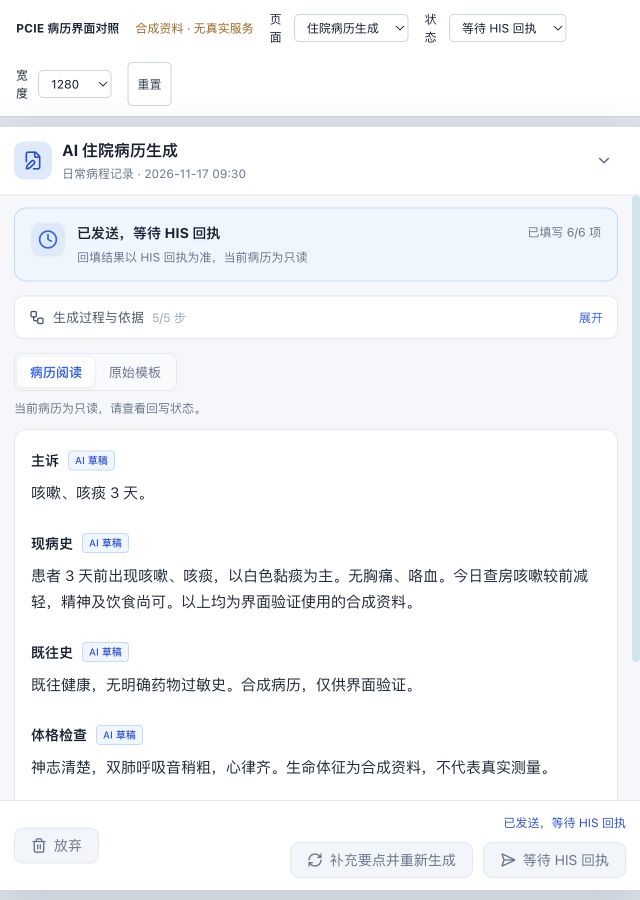 PCIE 病历界面对照 合成资料 · 无真实服务 页面 住院病历生成 状态 等待 HIS 回执
宽度 1280 重置
AI 住院病历生成
日常病程记录 · 2026-11-17 09:30
已发送，等待 HIS 回执 已填写 6/6 项
回填结果以 HIS 回执为准，当前病历为只读
生成过程与依据 5/5 步 展开
病历阅读 原始模板
当前病历为只读，请查看回写状态。
主诉 AI 草稿
咳嗽、咳痰 3 天。
现病史 AI 草稿
患者 3 天前出现咳嗽、咳痰，以白色黏痰为主。无胸痛、咯血。今日查房咳嗽较前减
轻，精神及饮食尚可。以上均为界面验证使用的合成资料。
既往史 AI 草稿
既往健康，无明确药物过敏史。合成病历，仅供界面验证。
体格检查 AI 草稿
神志清楚，双肺呼吸音稍粗，心律齐。生命体征为合成资料，不代表真实测量。
已发送，等待 HIS 回执
放弃 补充要点并重新生成 等待 HIS 回执